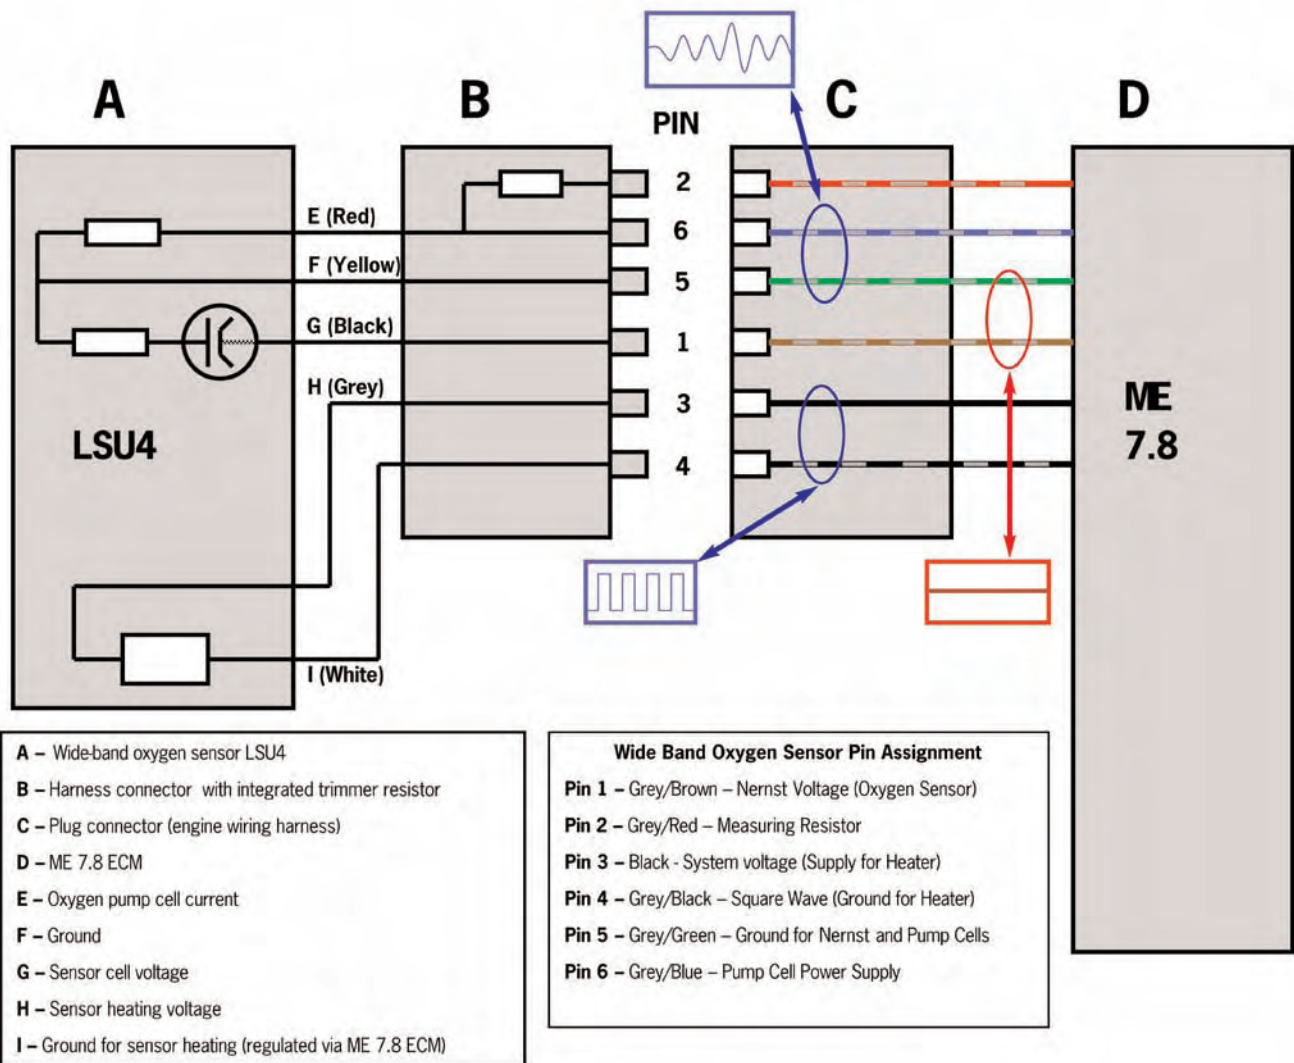 A
B
PIN
C
D
2
E (Red)
6
F (Yellow)
5
G (Black)
1
H (Grey)
3
ME
7.8
LSU4
4
I (White)
A – Wide-band oxygen sensor LSU4
B – Harness connector with integrated trimmer resistor
C – Plug connector (engine wiring harness)
D – ME 7.8 ECM
E – Oxygen pump cell current
F – Ground
G – Sensor cell voltage
H – Sensor heating voltage
I – Ground for sensor heating (regulated via ME 7.8 ECM)
Wide Band Oxygen Sensor Pin Assignment
Pin 1 – Grey/Brown – Nernst Voltage (Oxygen Sensor)
Pin 2 – Grey/Red – Measuring Resistor
Pin 3 – Black - System voltage (Supply for Heater)
Pin 4 – Grey/Black – Square Wave (Ground for Heater)
Pin 5 – Grey/Green – Ground for Nernst and Pump Cells
Pin 6 – Grey/Blue – Pump Cell Power Supply